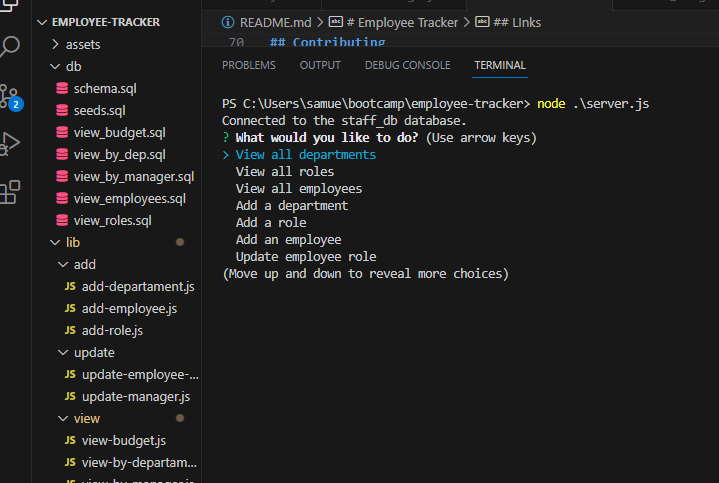 EMPLOYEE-TRACKER
assets
db
schema.sql
seeds.sql
view_budget.sql
view_by_dep.sql
view_by_manager.sql
view_employees.sql
view_roles.sql
lib
add
JS add-departament.js
JS add-employee.js
JS add-role.js
update
JS update-employee-...
JS update-manager.js
view
JS view-budget.js
JS view-by-departam...
2
README.md > abc # Employee Tracker > abc ## LInks
70 ## Contributing
PROBLEMS OUTPUT DEBUG CONSOLE TERMINAL
PS C:\Users\samue\bootcamp\employee-tracker> node .\server.js
Connected to the staff_db database.
? What would you like to do? (Use arrow keys)
> View all departments
View all roles
View all employees
Add a department
Add a role
Add an employee
Update employee role
(Move up and down to reveal more choices)